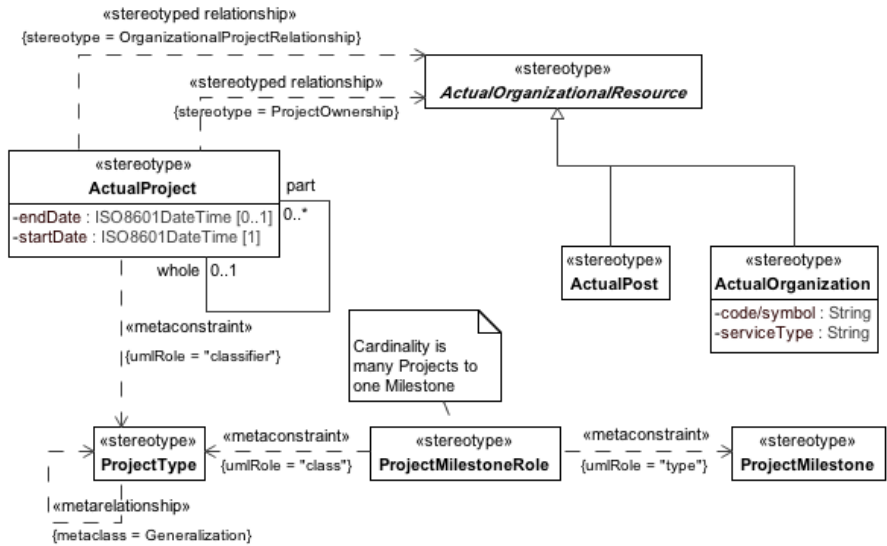 «stereotyped relationship»
{stereotype = OrganizationalProjectRelationship}
«stereotyped relationship»
{stereotype = ProjectOwnership}
«stereotype»
ActualOrganizationalResource
«stereotype»
ActualProject
-endDate : ISO8601DateTime [0..1]
-startDate : ISO8601DateTime [1]
part
0..*
whole
0..1
«stereotype»
ActualPost
«stereotype»
ActualOrganization
-code/symbol : String
-serviceType : String
«metaconstraint»
{umlRole = "classifier"}
Cardinality is
many Projects to
one Milestone
«stereotype»
ProjectType
«metaconstraint»
{umlRole = "class"}
«stereotype»
ProjectMilestoneRole
«metaconstraint»
{umlRole = "type"}
«stereotype»
ProjectMilestone
«metarelationship»
{metaclass = Generalization}